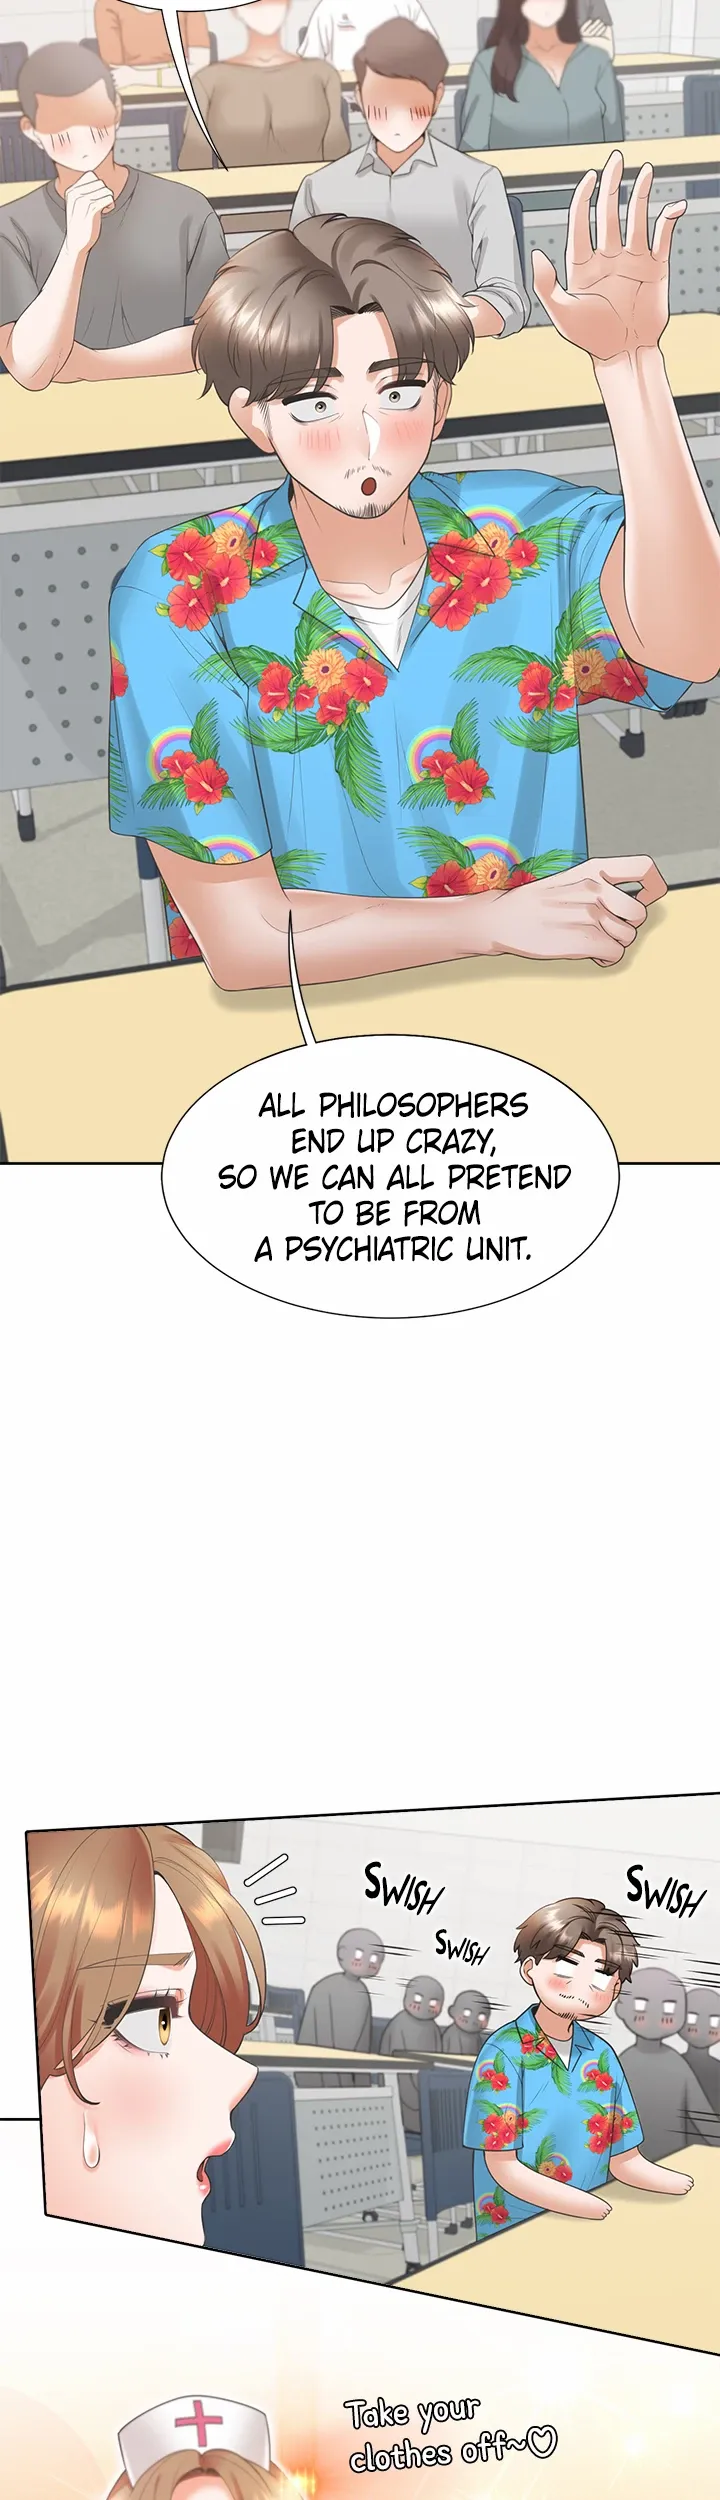 ALL PHILOSOPHERS
END UP CRAZY,
SO WE CAN ALL PRETEND
TO BE FROM
A PSYCHIATRIC UNIT.
SWISH
SWISH
SWISH
Take your
clothes off~♡